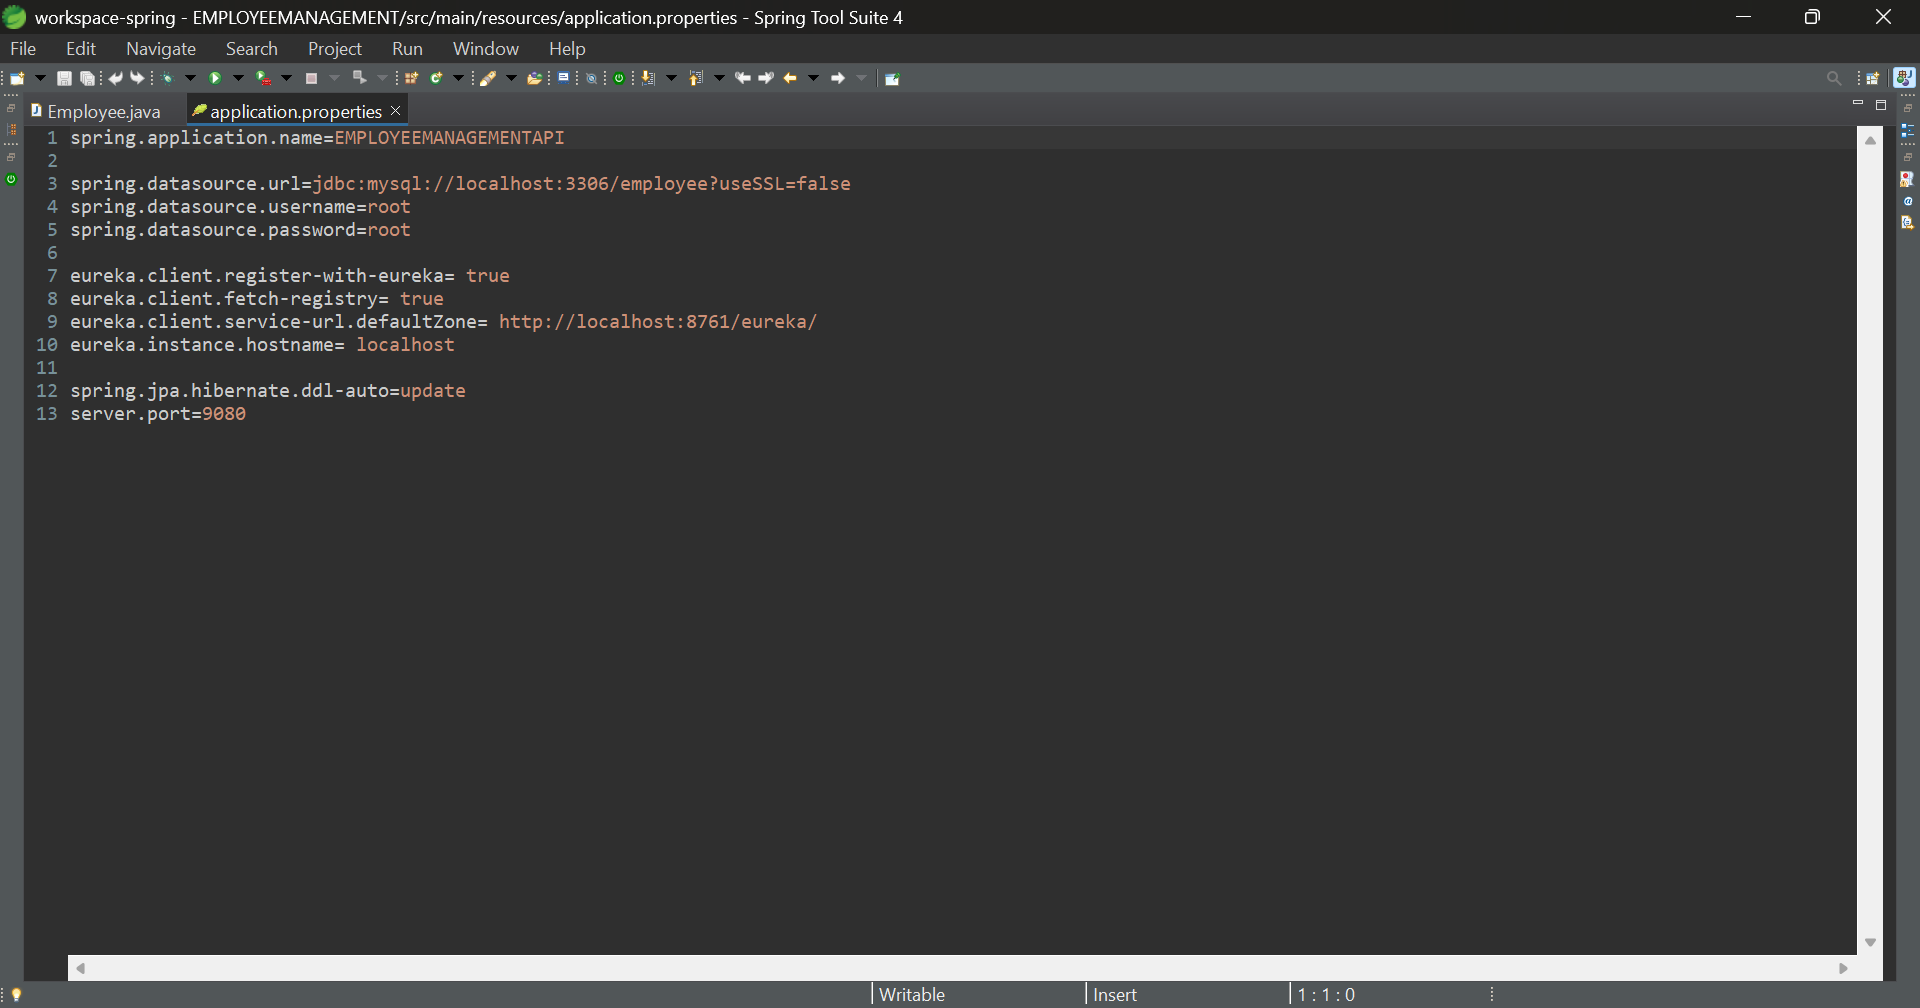 workspace-spring - EMPLOYEEMANAGEMENT/src/main/resources/application.properties - Spring Tool Suite 4
File Edit Navigate Search Project Run Window Help
Employee.java application.properties
1 spring.application.name=EMPLOYEEMANAGEMENTAPI
2
3 spring.datasource.url=jdbc:mysql://localhost:3306/employee?useSSL=false
4 spring.datasource.username=root
5 spring.datasource.password=root
6
7 eureka.client.register-with-eureka= true
8 eureka.client.fetch-registry= true
9 eureka.client.service-url.defaultZone= http://localhost:8761/eureka/
10 eureka.instance.hostname= localhost
11
12 spring.jpa.hibernate.ddl-auto=update
13 server.port=9080
Writable Insert 1 : 1 : 0